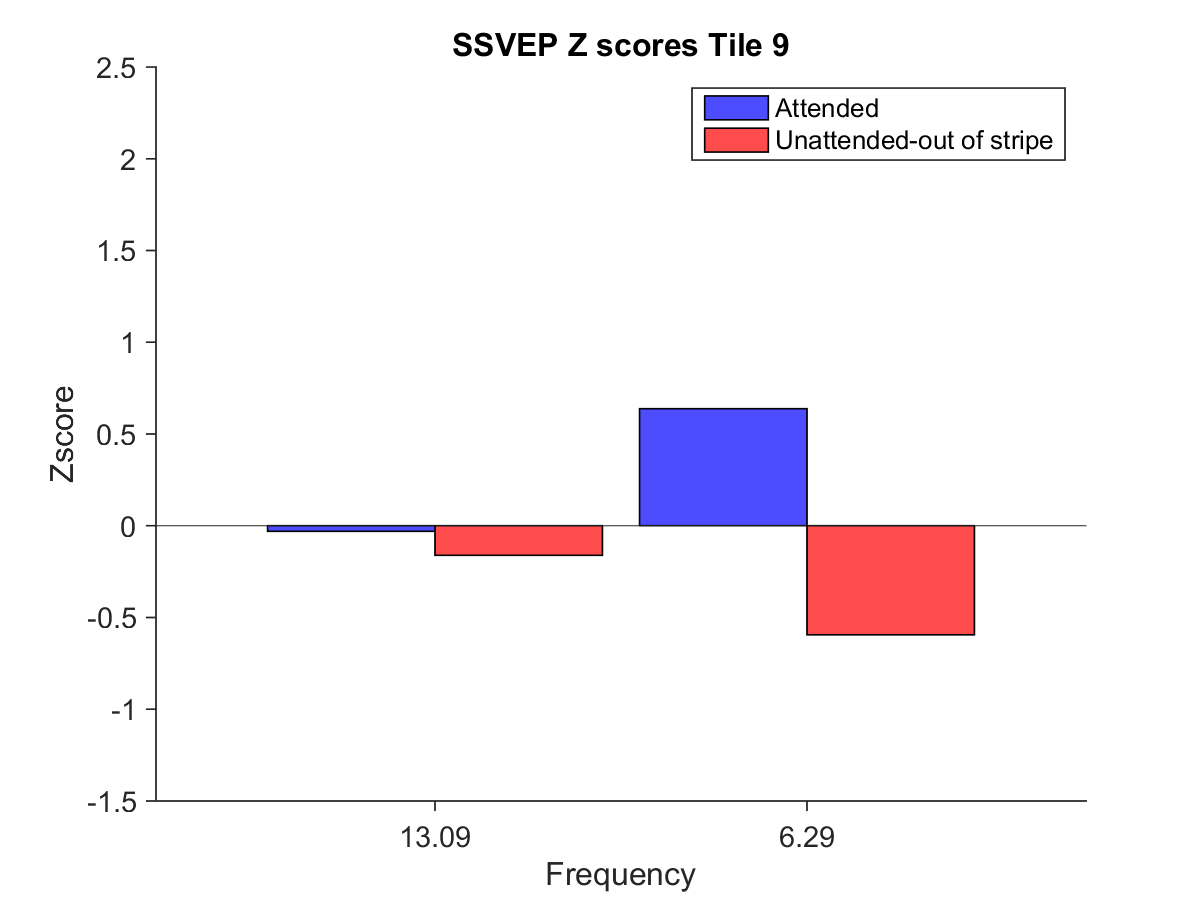 SSVEP Z scores Tile 9
Attended
Unattended-out of stripe
2.5
2
1.5
1
0.5
0
-0.5
-1
-1.5
Zscore
13.09
6.29
Frequency